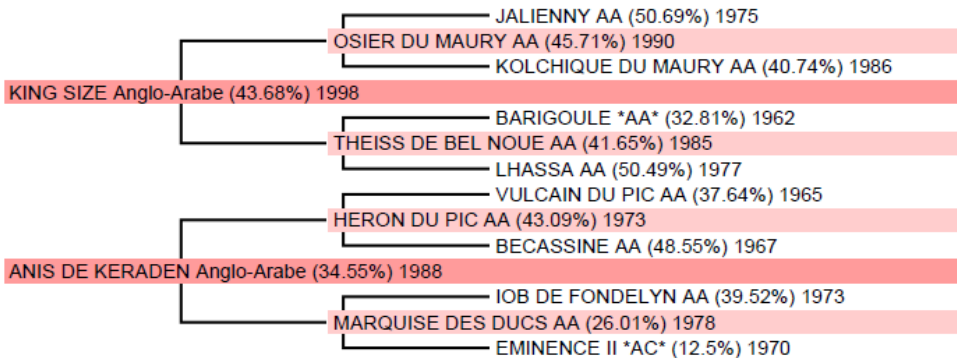 JALIENNY AA (50.69%) 1975
OSIER DU MAURY AA (45.71%) 1990
KOLCHIQUE DU MAURY AA (40.74%) 1986
KING SIZE Anglo-Arabe (43.68%) 1998
BARIGOULE *AA* (32.81%) 1962
THEISS DE BEL NOUE AA (41.65%) 1985
LHASSA AA (50.49%) 1977
VULCAIN DU PIC AA (37.64%) 1965
HERON DU PIC AA (43.09%) 1973
BECASSINE AA (48.55%) 1967
ANIS DE KERADEN Anglo-Arabe (34.55%) 1988
IOB DE FONDELYN AA (39.52%) 1973
MARQUISE DES DUCS AA (26.01%) 1978
EMINENCE II *AC* (12.5%) 1970